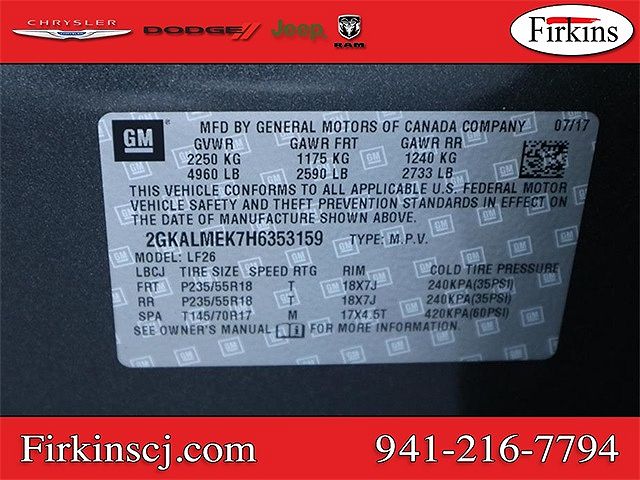 CHRYSLER DODGE Jeep RAM Firkins
GM MFD BY GENERAL MOTORS OF CANADA COMPANY 07/17
GVWR GAWR FRT GAWR RR
2250 KG 1175 KG 1240 KG
4960 LB 2590 LB 2733 LB
THIS VEHICLE CONFORMS TO ALL APPLICABLE U.S. FEDERAL MOTOR
VEHICLE SAFETY AND THEFT PREVENTION STANDARDS IN EFFECT ON
THE DATE OF MANUFACTURE SHOWN ABOVE.
2GKALMEK7H6353159 TYPE: M.P.V.
MODEL: LF26
LBCJ TIRE SIZE SPEED RTG RIM COLD TIRE PRESSURE
FRT P235/55R18 T 18X7J 240KPA(35PSI)
RR P235/55R18 T 18X7J 240KPA(35PSI)
SPA T145/70R17 M 17X4.5T 420KPA(60PSI)
SEE OWNER'S MANUAL FOR MORE INFORMATION.
Firkinscj.com 941-216-7794